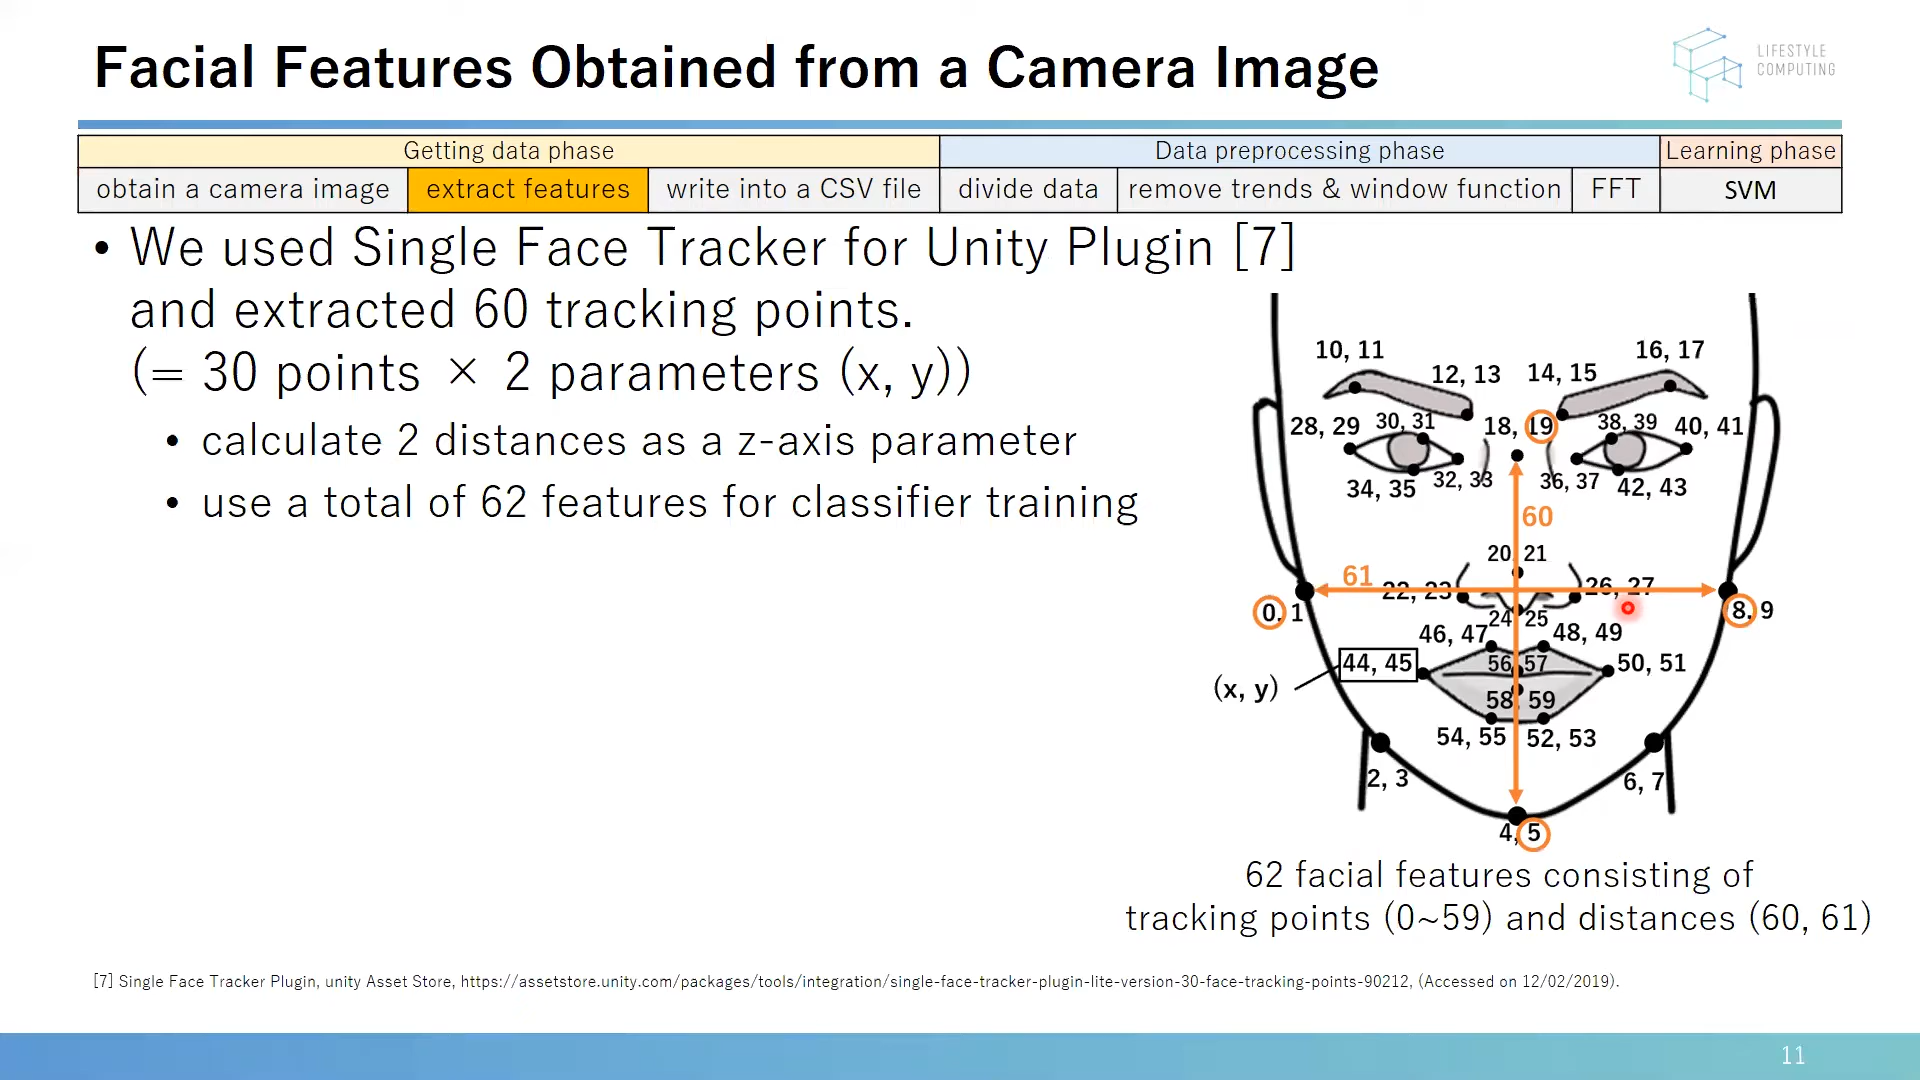 Facial Features Obtained from a Camera Image
LIFESTYLE
COMPUTING
Getting data phase
Data preprocessing phase
Learning phase
obtain a camera image
extract features
write into a CSV file
divide data
remove trends & window function
FFT
SVM
• We used Single Face Tracker for Unity Plugin [7]
and extracted 60 tracking points.
(= 30 points × 2 parameters (x, y))
• calculate 2 distances as a z-axis parameter
• use a total of 62 features for classifier training
10, 11
16, 17
12, 13
14, 15
28, 29
30, 31
18, 19
38, 39
40, 41
34, 35
32, 33
36, 37
42, 43
60
20, 21
61
22, 23
26, 27
0, 1
8, 9
24, 25
46, 47
48, 49
44, 45
56, 57
50, 51
(x, y)
58, 59
54, 55
52, 53
2, 3
6, 7
4, 5
62 facial features consisting of
tracking points (0~59) and distances (60, 61)
[7] Single Face Tracker Plugin, unity Asset Store, https://assetstore.unity.com/packages/tools/integration/single-face-tracker-plugin-lite-version-30-face-tracking-points-90212, (Accessed on 12/02/2019).
11